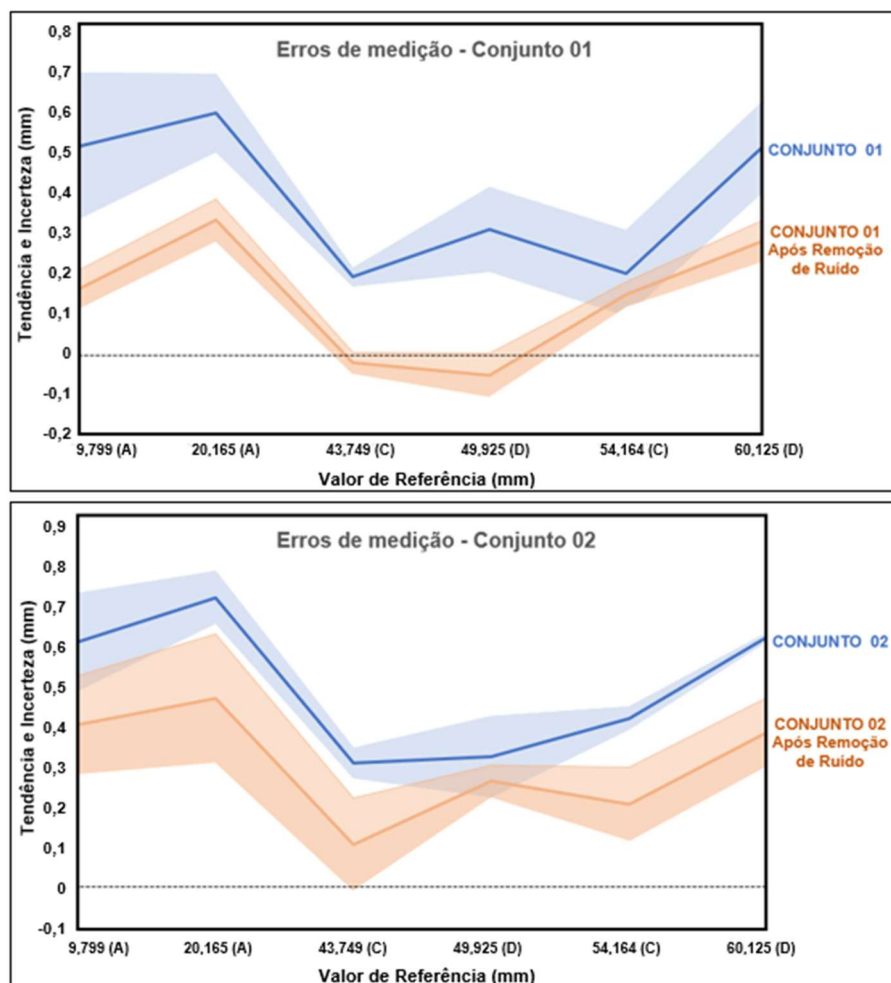 Erros de medição - Conjunto 01
Tendência e Incerteza (mm)
0,8
0,7
0,6
0,5
0,4
0,3
0,2
0,1
0
-0,1
-0,2
CONJUNTO 01
CONJUNTO 01
Após Remoção
de Ruído
9,799 (A) 20,165 (A) 43,749 (C) 49,925 (D) 54,164 (C) 60,125 (D)
Valor de Referência (mm)
Erros de medição - Conjunto 02
Tendência e Incerteza (mm)
0,9
0,8
0,7
0,6
0,5
0,4
0,3
0,2
0,1
0
-0,1
CONJUNTO 02
CONJUNTO 02
Após Remoção
de Ruído
9,799 (A) 20,165 (A) 43,749 (C) 49,925 (D) 54,164 (C) 60,125 (D)
Valor de Referência (mm)